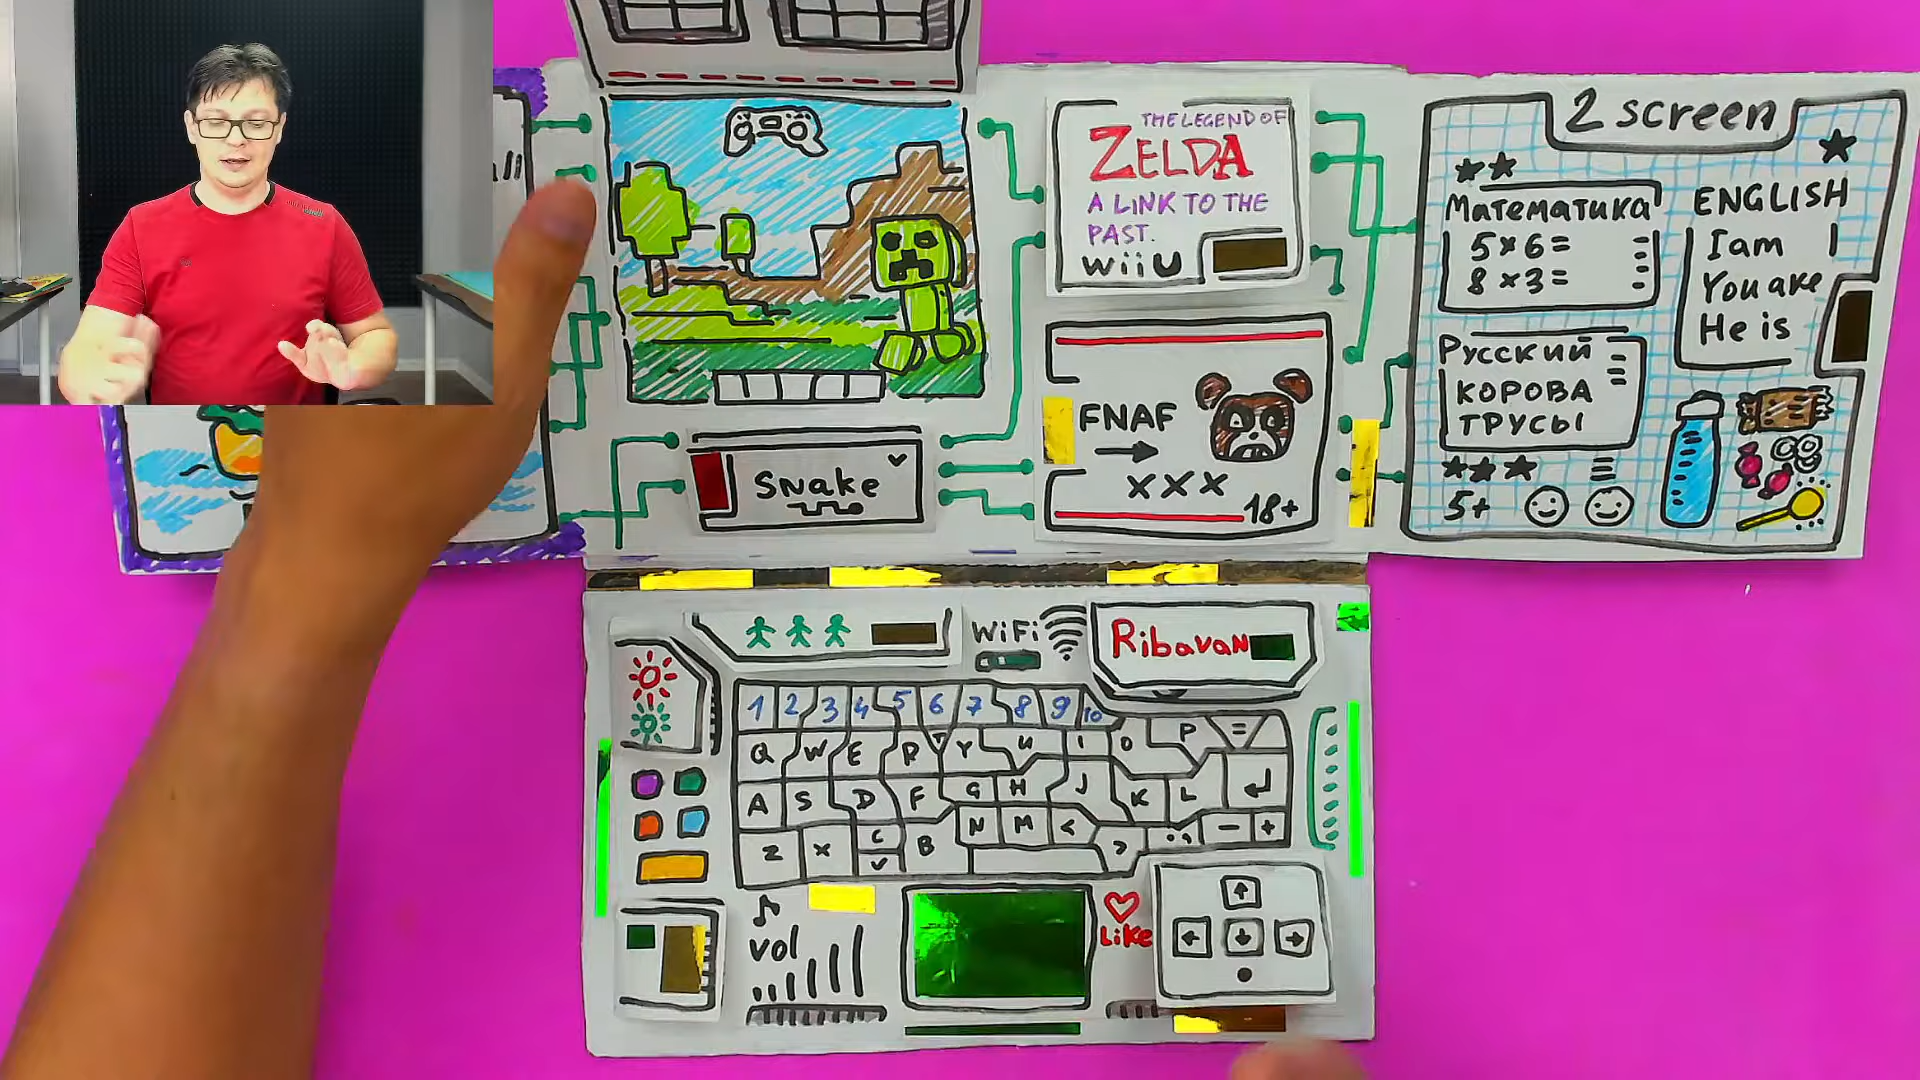 THE LEGEND OF
ZELDA
A LINK TO THE
PAST.
Wii U
FNAF
XXX
18+
Snake
2 screen
Математика
5×6=
8×3=
ENGLISH
I am
You are
He is
Русский
КОРОВА
ТРУСЫ
5+
WiFi
Ribavan
1 2 3 4 5 6 7 8 9 10
Q W E R T Y U I O P =
A S D F G H J K L
Z X C V B N M < > : , - +
vol
Like